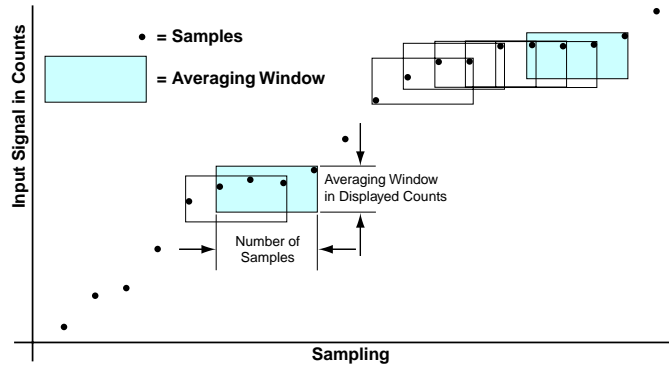 = Samples
= Averaging Window
Input Signal in Counts
Averaging Window
in Displayed Counts
Number of
Samples
Sampling